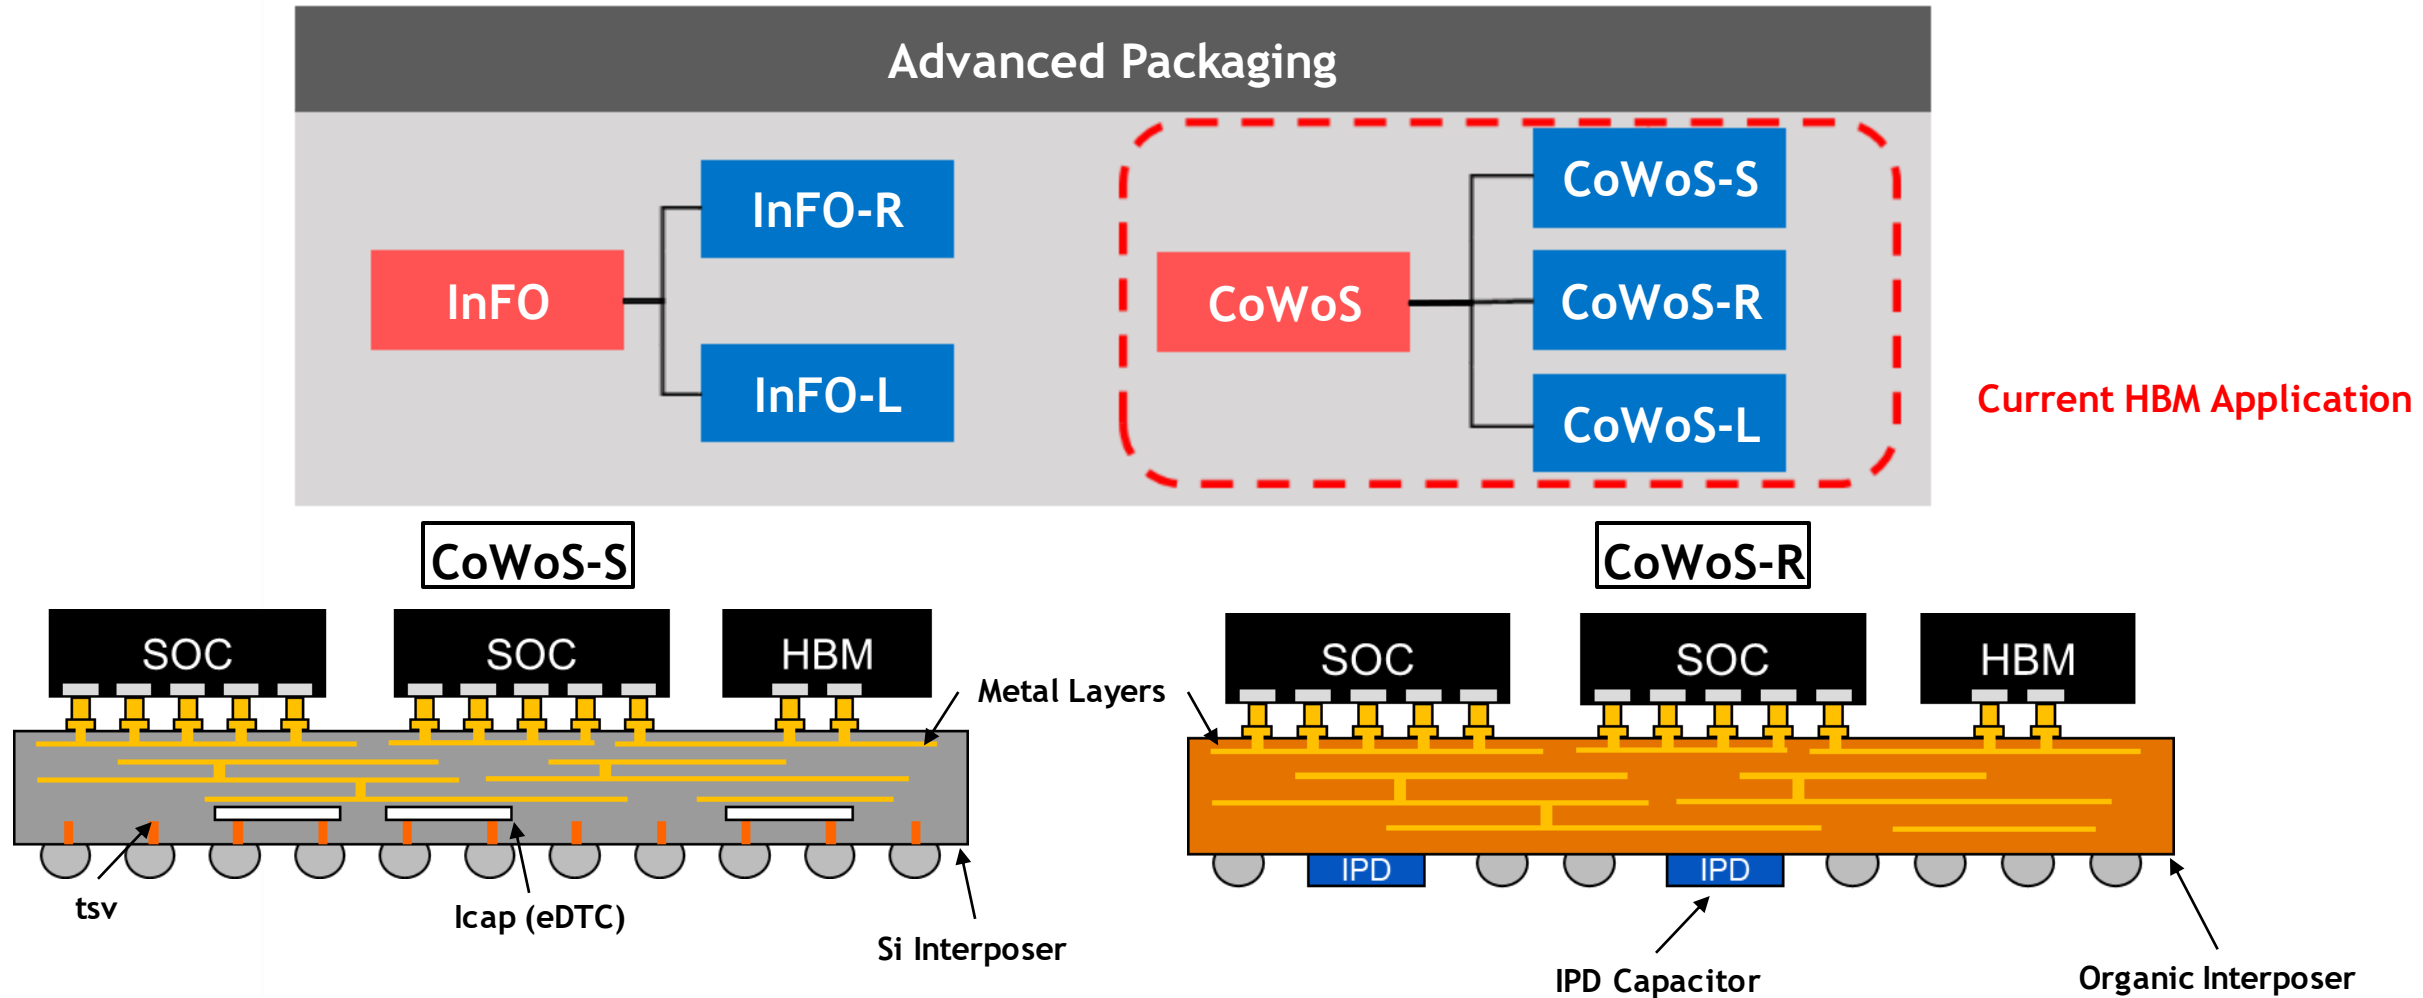 Advanced Packaging
InFO
InFO-R
InFO-L
CoWoS
CoWoS-S
CoWoS-R
CoWoS-L
Current HBM Application
CoWoS-S
SOC
SOC
HBM
Metal Layers
tsv
Icap (eDTC)
Si Interposer
CoWoS-R
SOC
SOC
HBM
IPD
IPD
IPD Capacitor
Organic Interposer